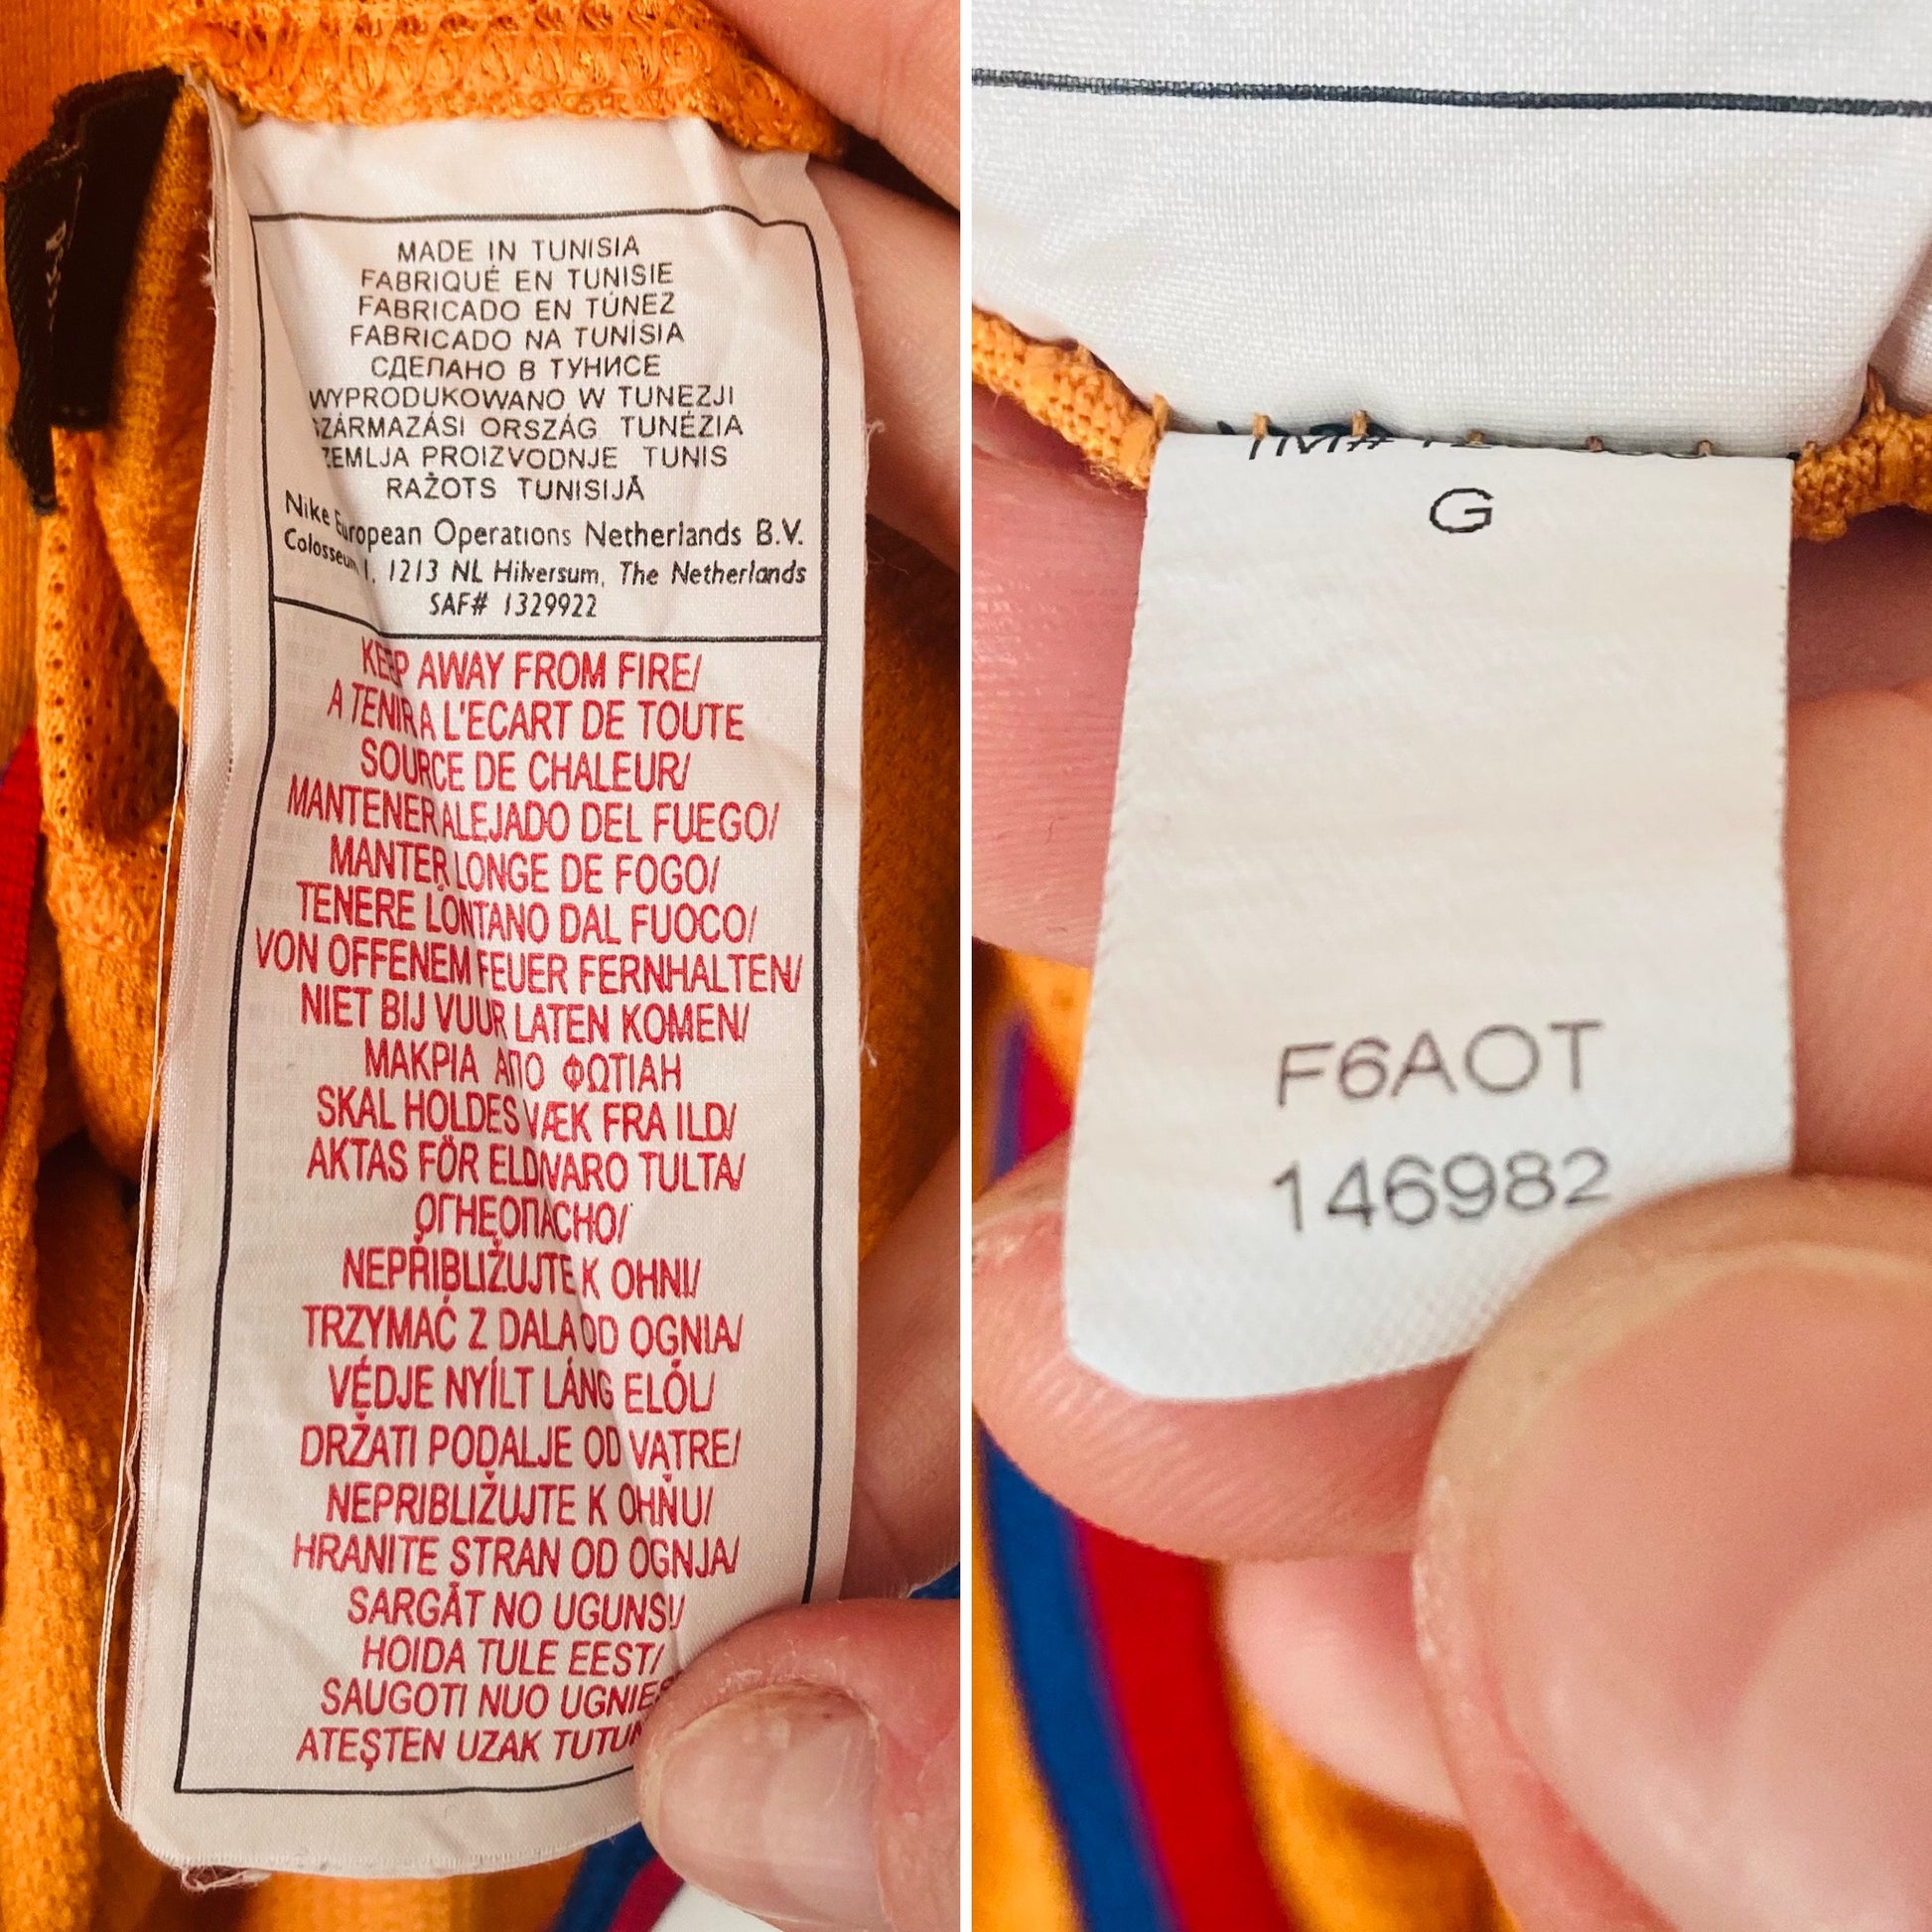 MADE IN TUNISIA
FABRIQUÉ EN TUNISIE
FABRICADO EN TÚNEZ
FABRICADO NA TUNÍSIA
СДЕЛАНО В ТУНИСЕ
WYPRODUKOWANO W TUNEZJI
SZÁRMAZÁSI ORSZÁG TUNÉZIA
ZEMLJA PROIZVODNJE TUNIS
RAŽOTS TUNISIJĀ
Nike European Operations Netherlands B.V.
Colosseum 1, 1213 NL Hilversum, The Netherlands
SAF# 1329922
KEEP AWAY FROM FIRE/
A TENIR A L'ECART DE TOUTE
SOURCE DE CHALEUR/
MANTENER ALEJADO DEL FUEGO/
MANTER LONGE DE FOGO/
TENERE LONTANO DAL FUOCO/
VON OFFENEM FEUER FERNHALTEN/
NIET BIJ VUUR LATEN KOMEN/
ΜΑΚΡΙΑ ΑΠΟ ΦΩΤΙΑΗ
SKAL HOLDES VÆK FRA ILD/
AKTAS FÖR ELD/VARO TULTA/
ОГНЕОПАСНО/
NEPŘIBLIŽUJTE K OHNI/
TRZYMAĆ Z DALA OD OGNIA/
VÉDJE NYÍLT LÁNG ELŐL/
DRŽATI PODALJE OD VATRE/
NEPRIBLIŽUJTE K OHŇU/
HRANITE STRAN OD OGNJA/
SARGĀT NO UGUNS/
HOIDA TULE EEST/
SAUGOTI NUO UGNIES
ATEŞTEN UZAK
G
F6AOT
146982